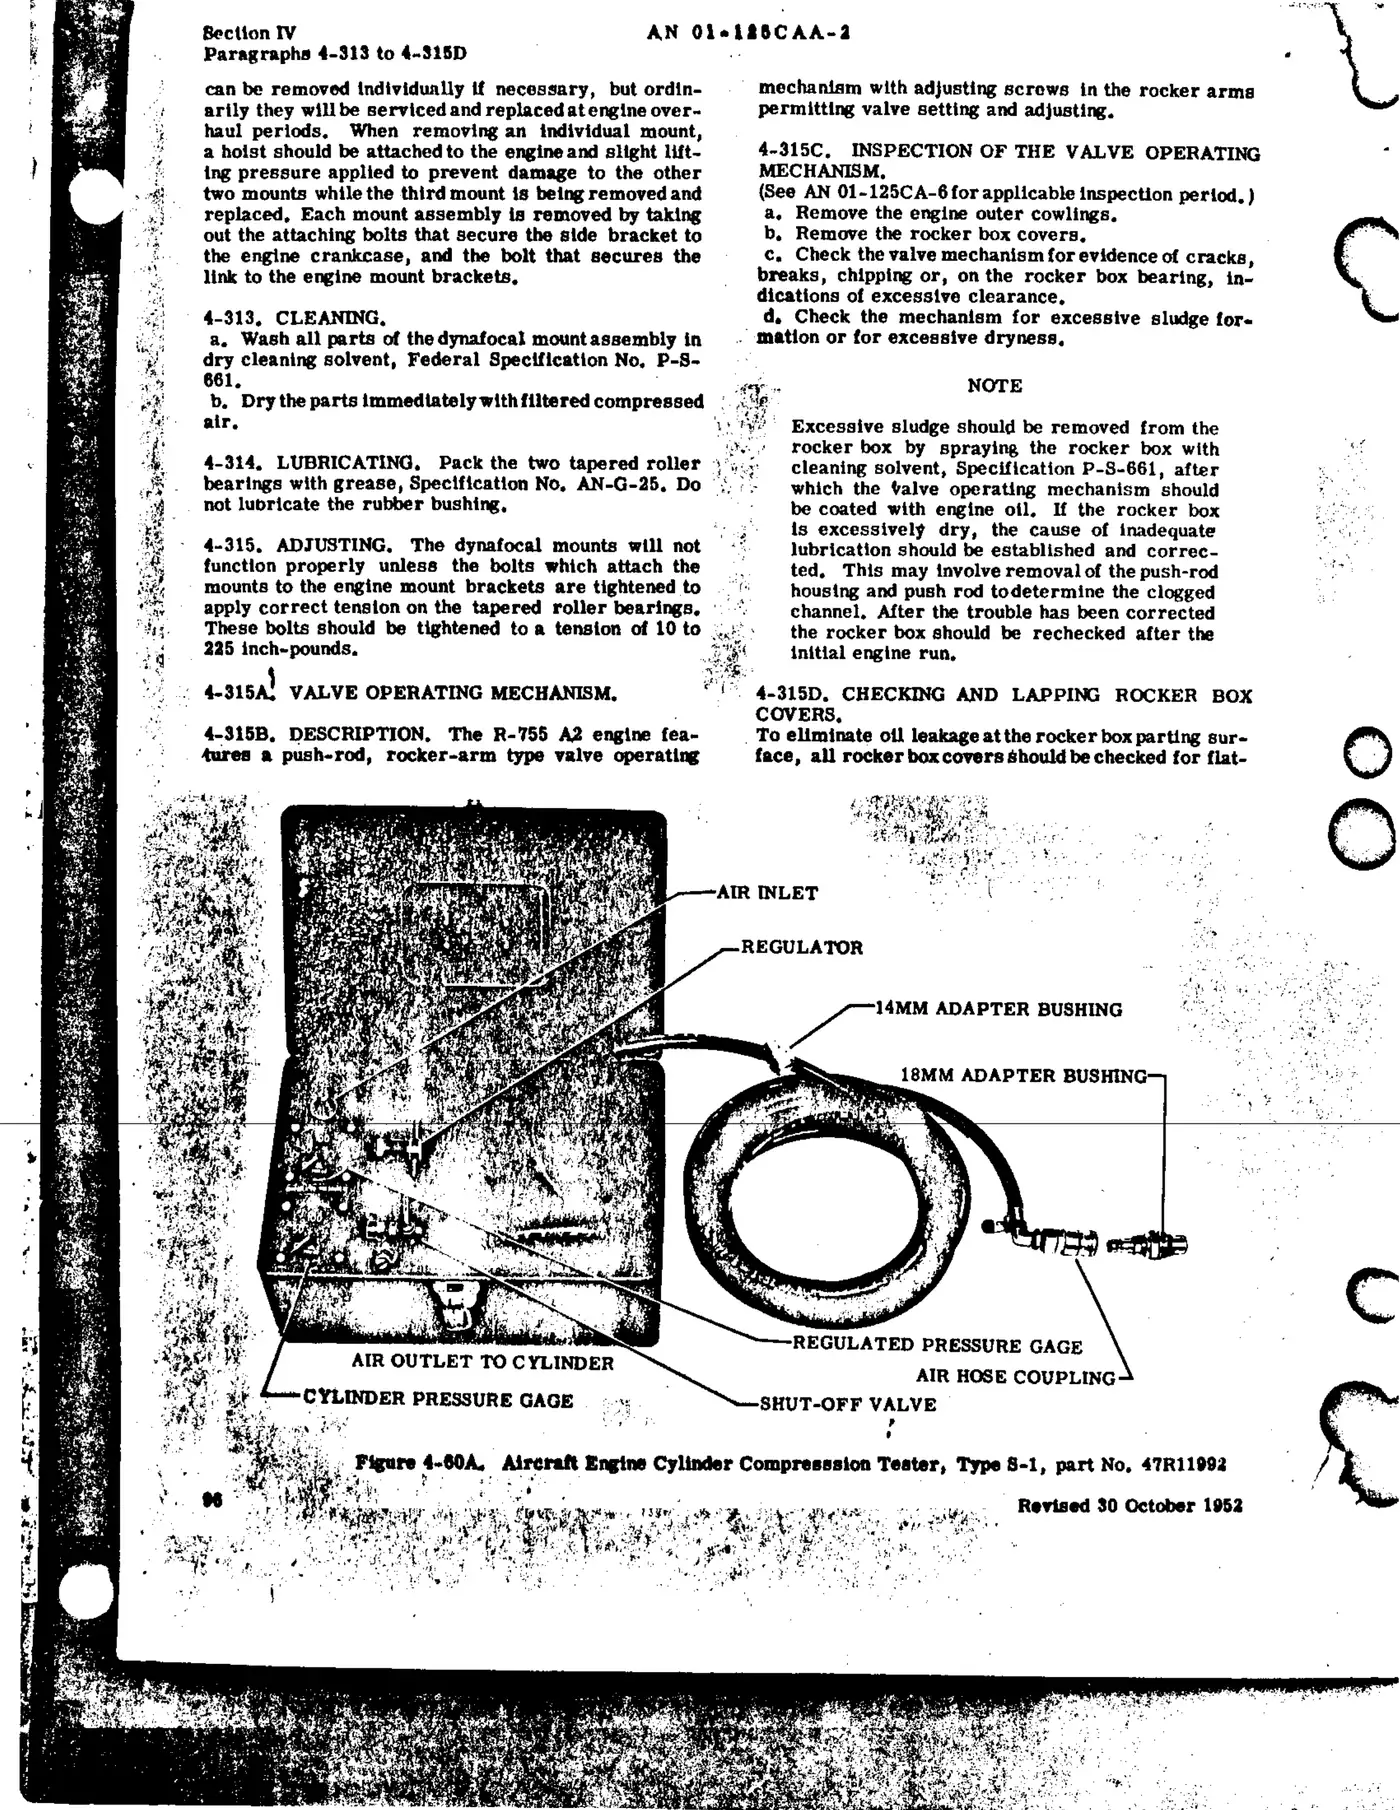 Section IV
Paragraphs 4-313 to 4-315D
AN 01-125CAA-2
can be removed individually if necessary, but ordin-
arily they will be serviced and replaced at engine over-
haul periods. When removing an individual mount,
a hoist should be attached to the engine and slight lift-
ing pressure applied to prevent damage to the other
two mounts while the third mount is being removed and
replaced. Each mount assembly is removed by taking
out the attaching bolts that secure the side bracket to
the engine crankcase, and the bolt that secures the
link to the engine mount brackets.
4-313. CLEANING.
a. Wash all parts of the dynafocal mount assembly in
dry cleaning solvent, Federal Specification No. P-S-
661.
b. Dry the parts immediately with filtered compressed
air.
4-314. LUBRICATING. Pack the two tapered roller
bearings with grease, Specification No. AN-G-25. Do
not lubricate the rubber bushing.
4-315. ADJUSTING. The dynafocal mounts will not
function properly unless the bolts which attach the
mounts to the engine mount brackets are tightened to
apply correct tension on the tapered roller bearings.
These bolts should be tightened to a tension of 10 to
225 inch-pounds.
4-315A. VALVE OPERATING MECHANISM.
4-315B. DESCRIPTION. The R-755 A2 engine fea-
tures a push-rod, rocker-arm type valve operating
mechanism with adjusting screws in the rocker arms
permitting valve setting and adjusting.
4-315C. INSPECTION OF THE VALVE OPERATING
MECHANISM.
(See AN 01-125CA-6 for applicable inspection period.)
a. Remove the engine outer cowlings.
b. Remove the rocker box covers.
c. Check the valve mechanism for evidence of cracks,
breaks, chipping or, on the rocker box bearing, in-
dications of excessive clearance.
d. Check the mechanism for excessive sludge for-
mation or for excessive dryness.
NOTE
Excessive sludge should be removed from the
rocker box by spraying the rocker box with
cleaning solvent, Specification P-S-661, after
which the valve operating mechanism should
be coated with engine oil. If the rocker box
is excessively dry, the cause of inadequate
lubrication should be established and correc-
ted. This may involve removal of the push-rod
housing and push rod to determine the clogged
channel. After the trouble has been corrected
the rocker box should be rechecked after the
initial engine run.
4-315D. CHECKING AND LAPPING ROCKER BOX
COVERS.
To eliminate oil leakage at the rocker box parting sur-
face, all rocker box covers should be checked for flat-
AIR INLET
REGULATOR
14MM ADAPTER BUSHING
18MM ADAPTER BUSHING
REGULATED PRESSURE GAGE
AIR OUTLET TO CYLINDER
AIR HOSE COUPLING
CYLINDER PRESSURE GAGE
SHUT-OFF VALVE
Figure 4-60A. Aircraft Engine Cylinder Compresssion Tester, Type S-1, part No. 47R11992
96
Revised 30 October 1952